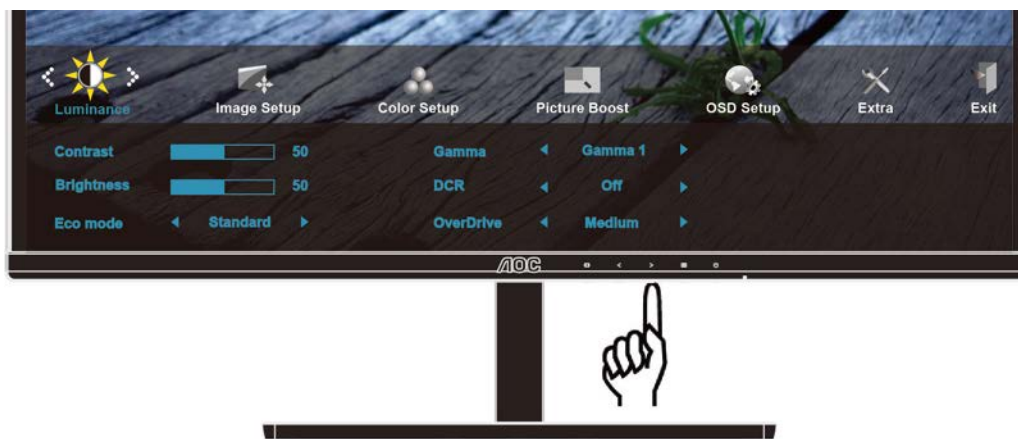 Luminance Image Setup Color Setup Picture Boost OSD Setup Extra Exit
Contrast 50 Gamma Gamma 1
Brightness 50 DCR Off
Eco mode Standard OverDrive Medium
AOC